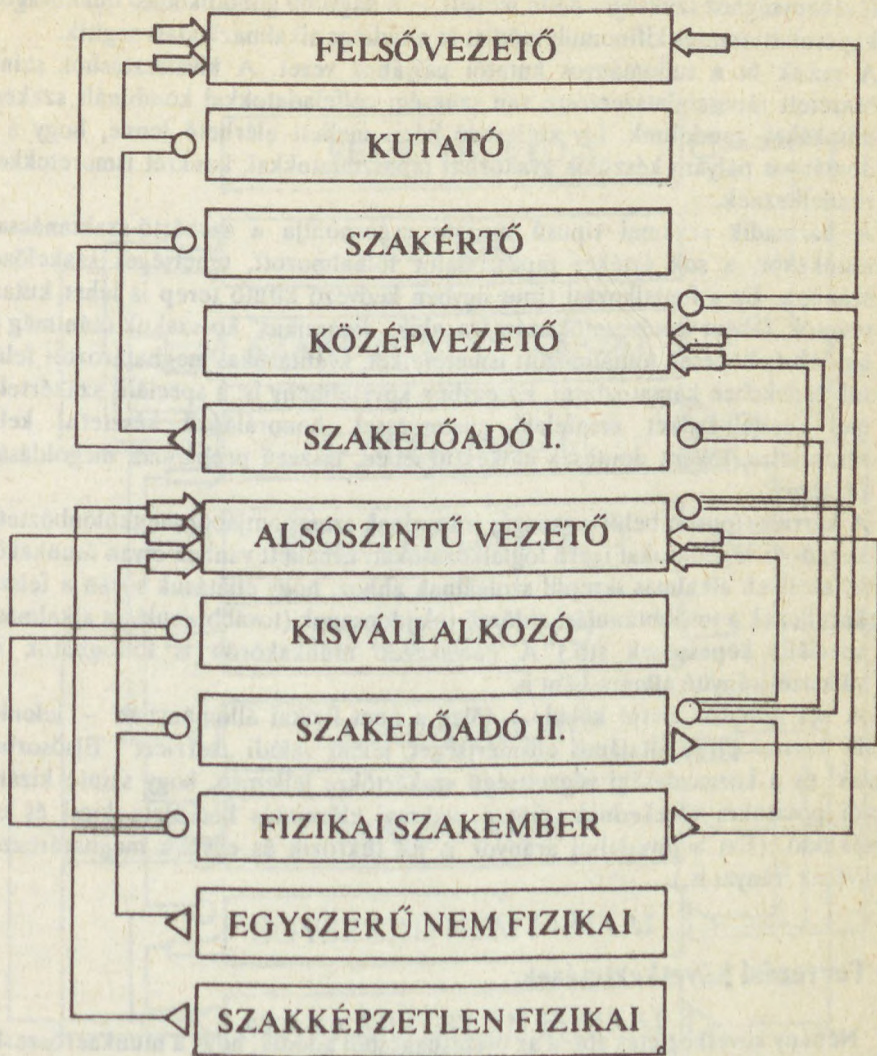 FELSŐVEZETŐ
KUTATÓ
SZAKÉRTŐ
KÖZÉPVEZETŐ
SZAKELŐADÓ I.
ALSÓSZINTŰ VEZETŐ
KISVÁLLALKOZÓ
SZAKELŐADÓ II.
FIZIKAI SZAKEMBER
EGYSZERŰ NEM FIZIKAI
SZAKKÉPZETLEN FIZIKAI